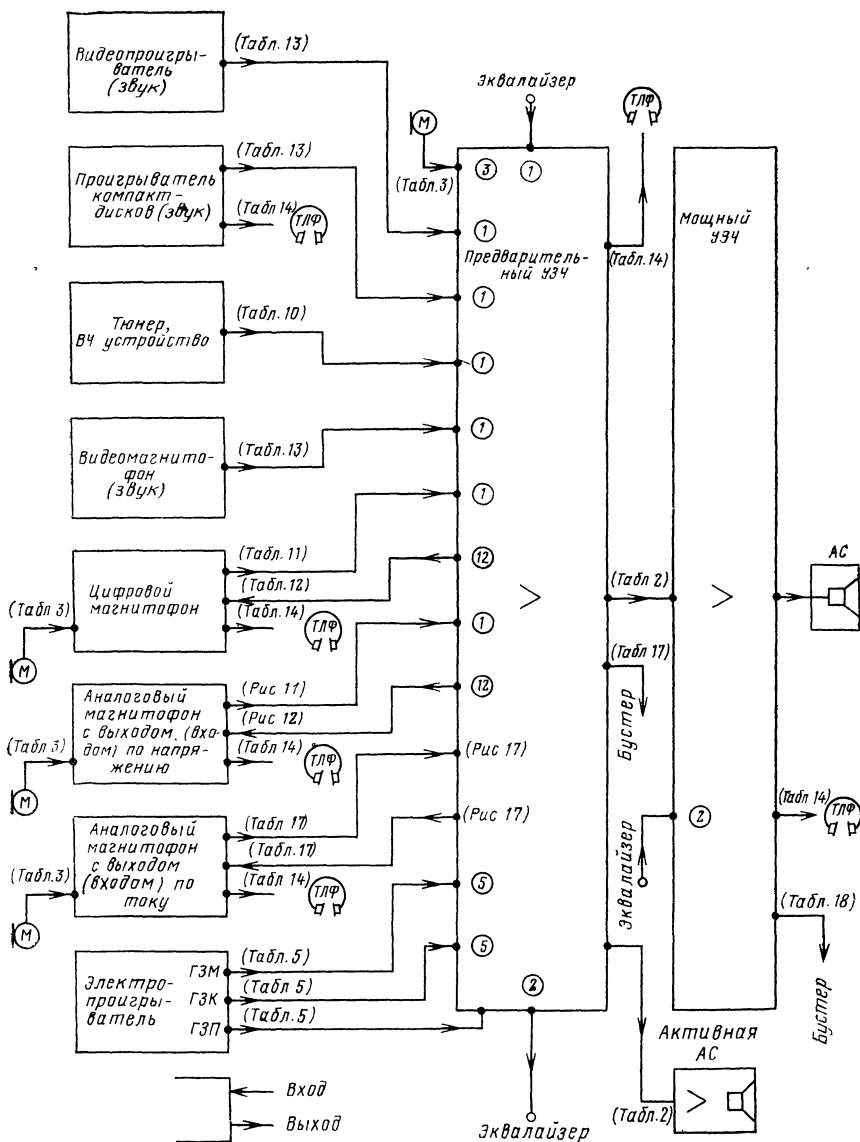 Видеопроигры-
ватель
(звук)
(Табл. 13)
Проигрыватель
компакт-
дисков (звук)
(Табл. 13)
(Табл 14)
ТЛФ
Тюнер,
ВЧ устройство
(Табл. 10)
Видеомагнито-
фон
(звук)
(Табл. 13)
Цифровой
магнитофон
(Табл 3)
М
(Табл. 11)
(Табл. 12)
(Табл. 14)
ТЛФ
Аналоговый
магнитофон
с выходом (вхо-
дом) по напря-
жению
(Табл 3)
М
(Рис 11)
(Рис 12)
(Табл 14)
ТЛФ
Аналоговый
магнитофон
с выходом
(входом) по
току
(Табл.3)
М
(Табл 17)
(Табл.17)
(Табл 14)
ТЛФ
Электро-
проигры-
ватель
ГЗМ
ГЗК
ГЗП
(Табл. 5)
(Табл 5)
(Табл. 5)
Вход
Выход
М
(Табл.3)
Эквалайзер
3
1
1
Предваритель-
ный УЗЧ
1
1
1
1
12
>
1
12
(Рис 17)
(Рис 17)
5
5
2
Эквалайзер
ТЛФ
(Табл.14)
(Табл 2)
(Табл 17)
Бустер
Эквалайзер
Мощный
УЗЧ
>
2
АС
(Табл 14)
ТЛФ
(Табл. 18)
Бустер
Активная
АС
(Табл.2)
>